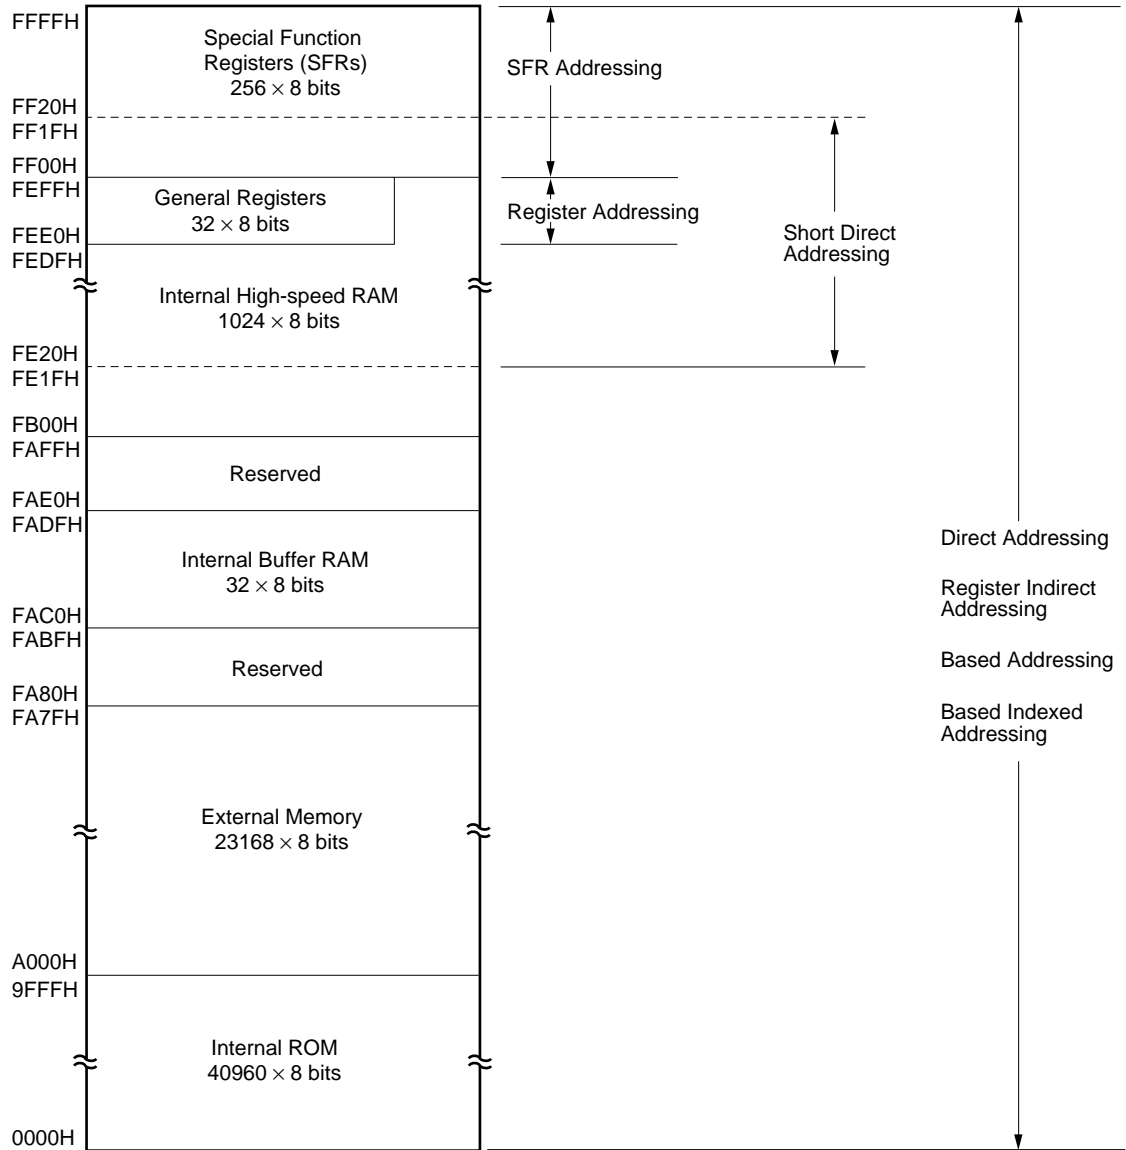 FFFFH
Special Function
Registers (SFRs)
256 × 8 bits
SFR Addressing
FF20H
FF1FH
FF00H
FEFFH
General Registers
32 × 8 bits
Register Addressing
Short Direct
Addressing
FEE0H
FEDFH
Internal High-speed RAM
1024 × 8 bits
FE20H
FE1FH
FB00H
FAFFH
Reserved
FAE0H
FADFH
Internal Buffer RAM
32 × 8 bits
Direct Addressing
Register Indirect
Addressing
Based Addressing
Based Indexed
Addressing
FAC0H
FABFH
Reserved
FA80H
FA7FH
External Memory
23168 × 8 bits
A000H
9FFFH
Internal ROM
40960 × 8 bits
0000H